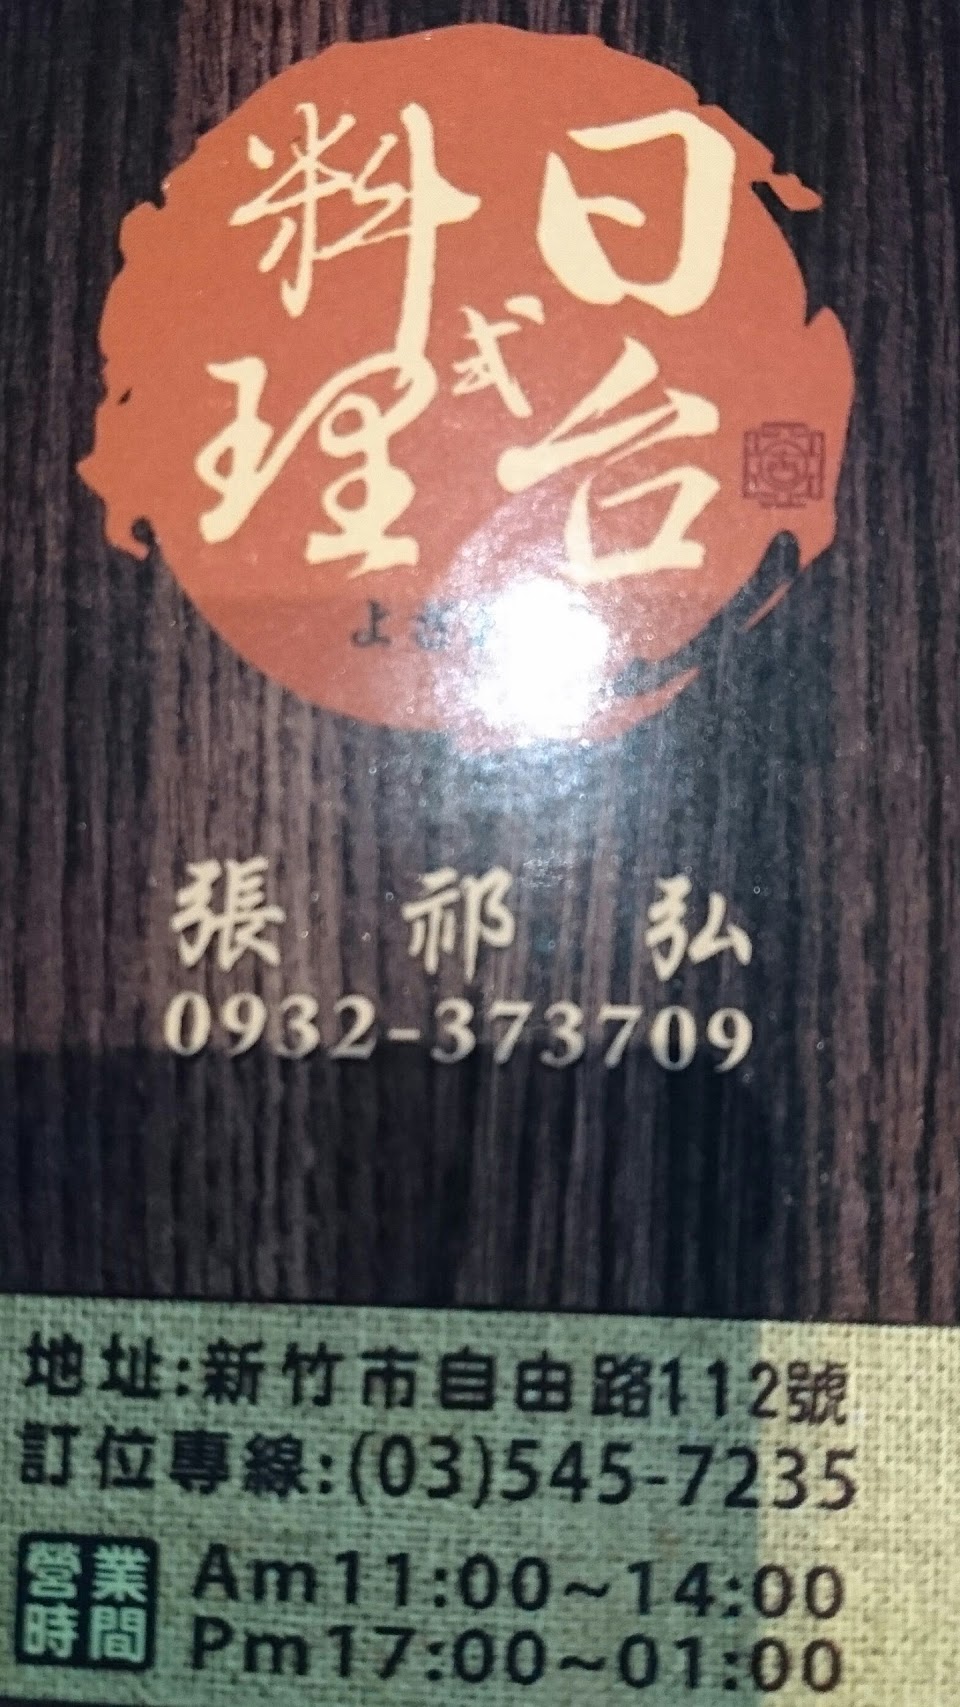 日台
式
料理
張祁弘
0932-373709
地址:新竹市自由路112號
訂位專線:(03)545-7235
營業時間
Am11:00~14:00
Pm17:00~01:00